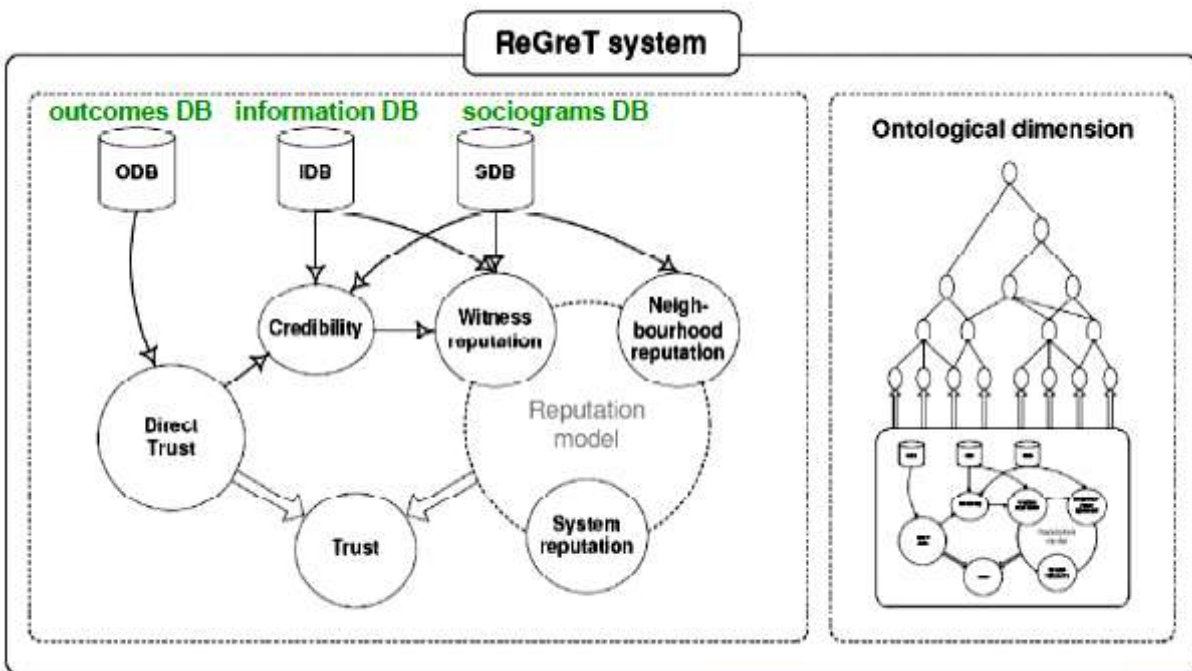 ReGreT system
outcomes DB
information DB
sociograms DB
ODB
IDB
SDB
Credibility
Witness
reputation
Neigh-
bourhood
reputation
Direct
Trust
Reputation
model
Trust
System
reputation
Ontological dimension